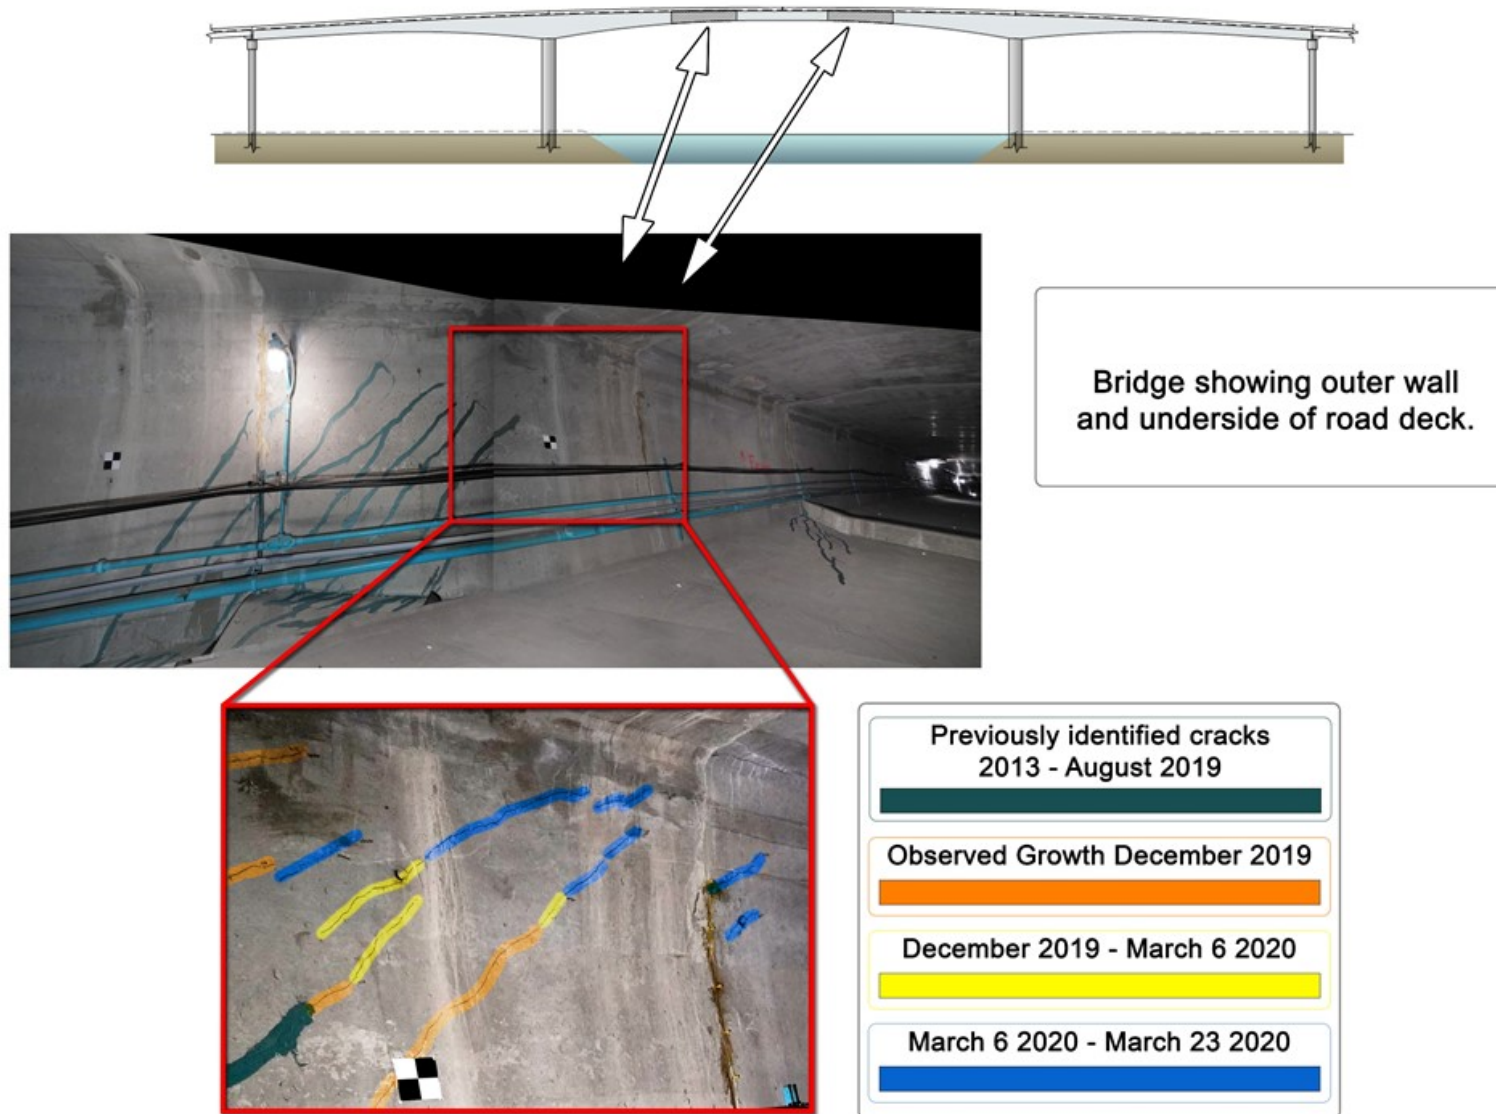 Bridge showing outer wall
and underside of road deck.
Previously identified cracks
2013 - August 2019
Observed Growth December 2019
December 2019 - March 6 2020
March 6 2020 - March 23 2020